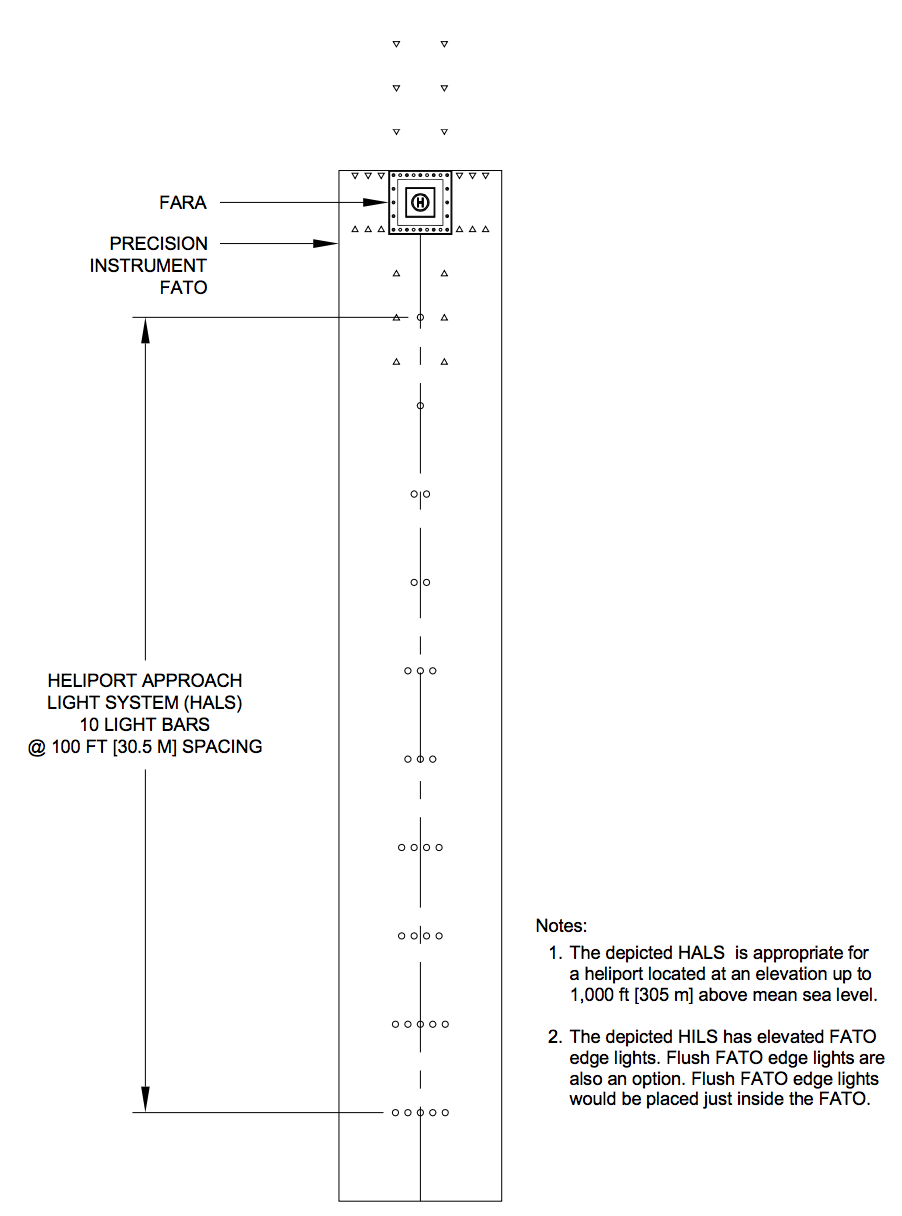 FARA
H
PRECISION
INSTRUMENT
FATO
HELIPORT APPROACH
LIGHT SYSTEM (HALS)
10 LIGHT BARS
@ 100 FT [30.5 M] SPACING
Notes:
1. The depicted HALS  is appropriate for
a heliport located at an elevation up to
1,000 ft [305 m] above mean sea level.
2. The depicted HILS has elevated FATO
edge lights. Flush FATO edge lights are
also an option. Flush FATO edge lights
would be placed just inside the FATO.